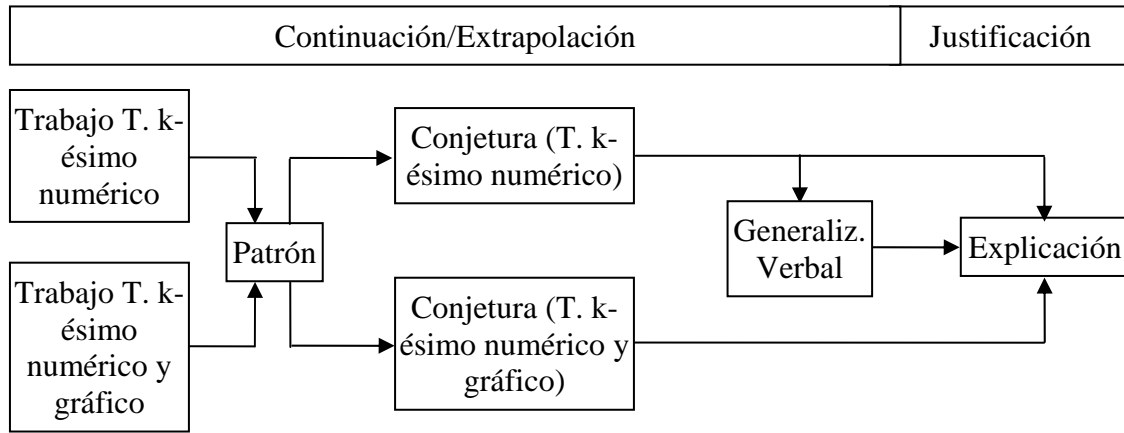 Continuación/Extrapolación
Justificación
Trabajo T. k-
ésimo
numérico
Conjetura (T. k-
ésimo numérico)
Patrón
Generaliz.
Verbal
Explicación
Trabajo T. k-
ésimo
numérico y
gráfico
Conjetura (T. k-
ésimo numérico y
gráfico)